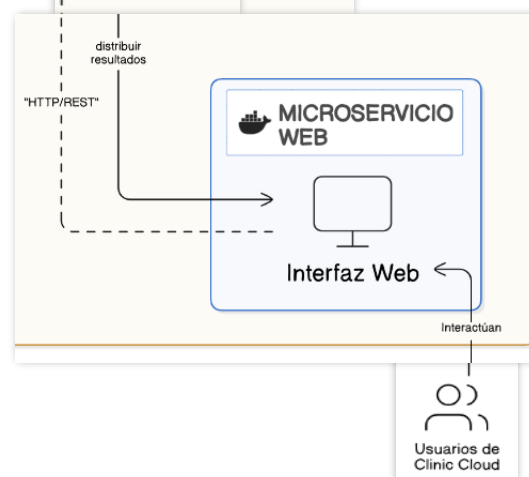 distribuir
resultados
"HTTP/REST"
MICROSERVICIO
WEB
Interfaz Web
Interactúan
Usuarios de
Clinic Cloud